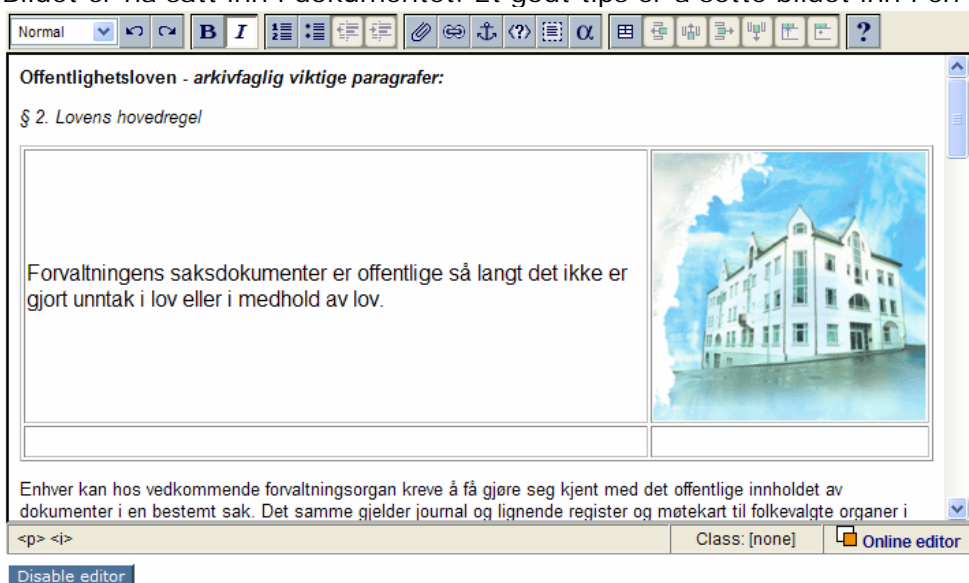 Bildet er nå satt inn i dokumentet. Et godt tips er å sette bildet inn i en
Normal
B I α ?
Offentlighetsloven - arkivfaglig viktige paragrafer:
§ 2. Lovens hovedregel
Forvaltningens saksdokumenter er offentlige så langt det ikke er
gjort unntak i lov eller i medhold av lov.
Enhver kan hos vedkommende forvaltningsorgan kreve å få gjøre seg kjent med det offentlige innholdet av
dokumenter i en bestemt sak. Det samme gjelder journal og lignende register og møtekart til folkevalgte organer i
<p> <i>
Class: [none]
Online editor
Disable editor